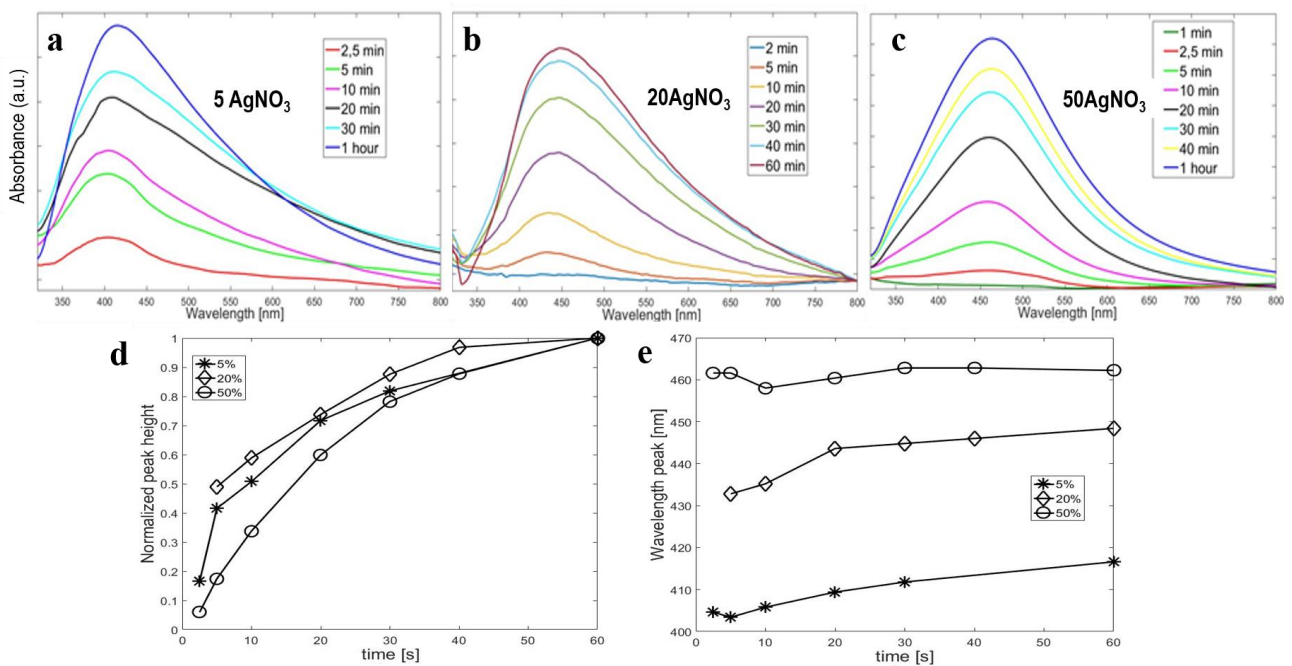 a
5 AgNO3
2,5 min
5 min
10 min
20 min
30 min
1 hour
Absorbance (a.u.)
350 400 450 500 550 600 650 700 750 800
Wavelength [nm]
b
20AgNO3
2 min
5 min
10 min
20 min
30 min
40 min
60 min
350 400 450 500 550 600 650 700 750 800
Wavelength [nm]
c
50AgNO3
1 min
2,5 min
5 min
10 min
20 min
30 min
40 min
1 hour
350 400 450 500 550 600 650 700 750 800
Wavelength [nm]
d
5%
20%
50%
Normalized peak height
1
0.9
0.8
0.7
0.6
0.5
0.4
0.3
0.2
0.1
0
0 10 20 30 40 50 60
time [s]
e
5%
20%
50%
Wavelength peak [nm]
470
460
450
440
430
420
410
400
0 10 20 30 40 50 60
time [s]